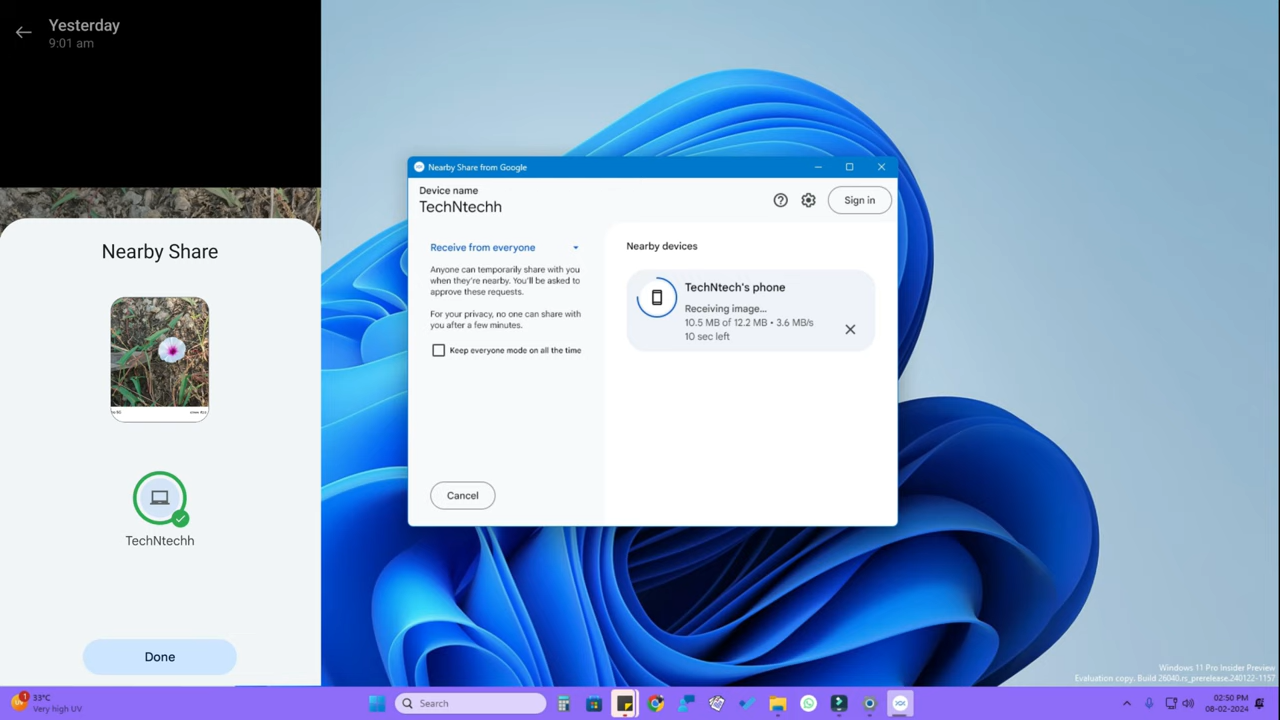 Yesterday
9:01 am
Nearby Share
TechNtechh
Done
Nearby Share from Google
Device name
TechNtechh
Sign in
Receive from everyone
Anyone can temporarily share with you
when they're nearby. You'll be asked to
approve these requests.
For your privacy, no one can share with
you after a few minutes.
Keep everyone mode on all the time
Cancel
Nearby devices
TechNtech's phone
Receiving image...
10.5 MB of 12.2 MB • 3.6 MB/s
10 sec left
Windows 11 Pro Insider Preview
Evaluation copy. Build 26040.rs_prerelease.240122-1157
1
33°C
Very high UV
Search
02:50 PM
08-02-2024